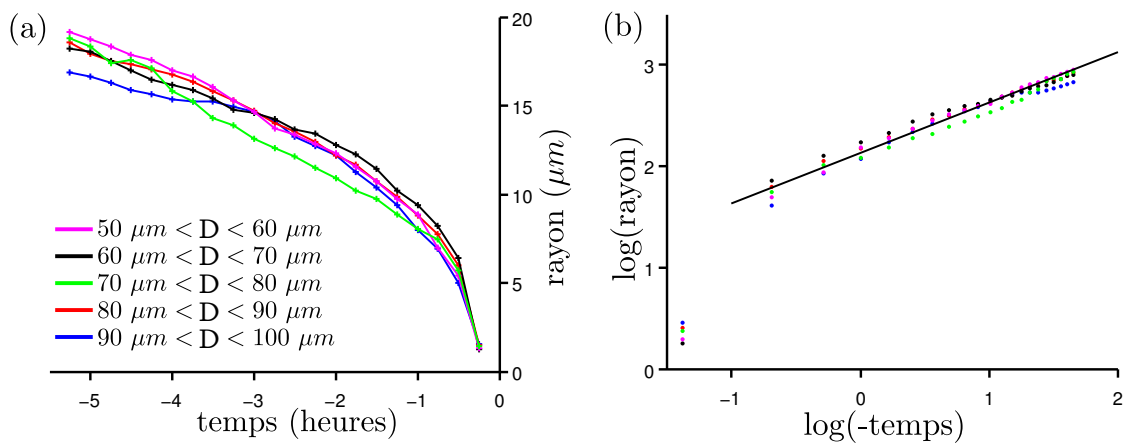 (a)
20
15
10
5
0
rayon (μm)
50 μm < D < 60 μm
60 μm < D < 70 μm
70 μm < D < 80 μm
80 μm < D < 90 μm
90 μm < D < 100 μm
−5 −4 −3 −2 −1 0
temps (heures)
(b)
3
2
1
0
log(rayon)
−1 0 1 2
log(-temps)